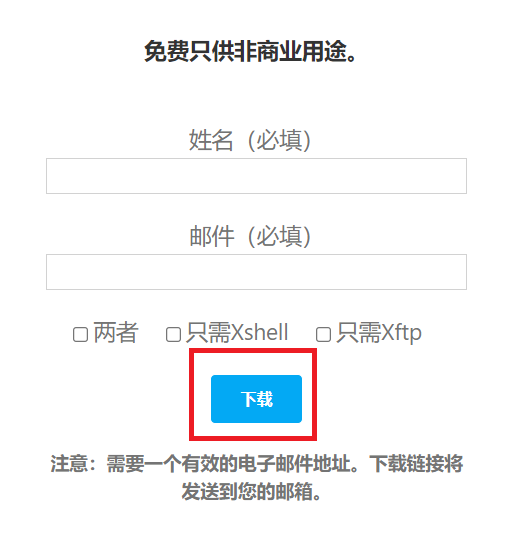 免费只供非商业用途。
姓名（必填）
邮件（必填）
两者 只需Xshell 只需Xftp
下载
注意：需要一个有效的电子邮件地址。下载链接将
发送到您的邮箱。